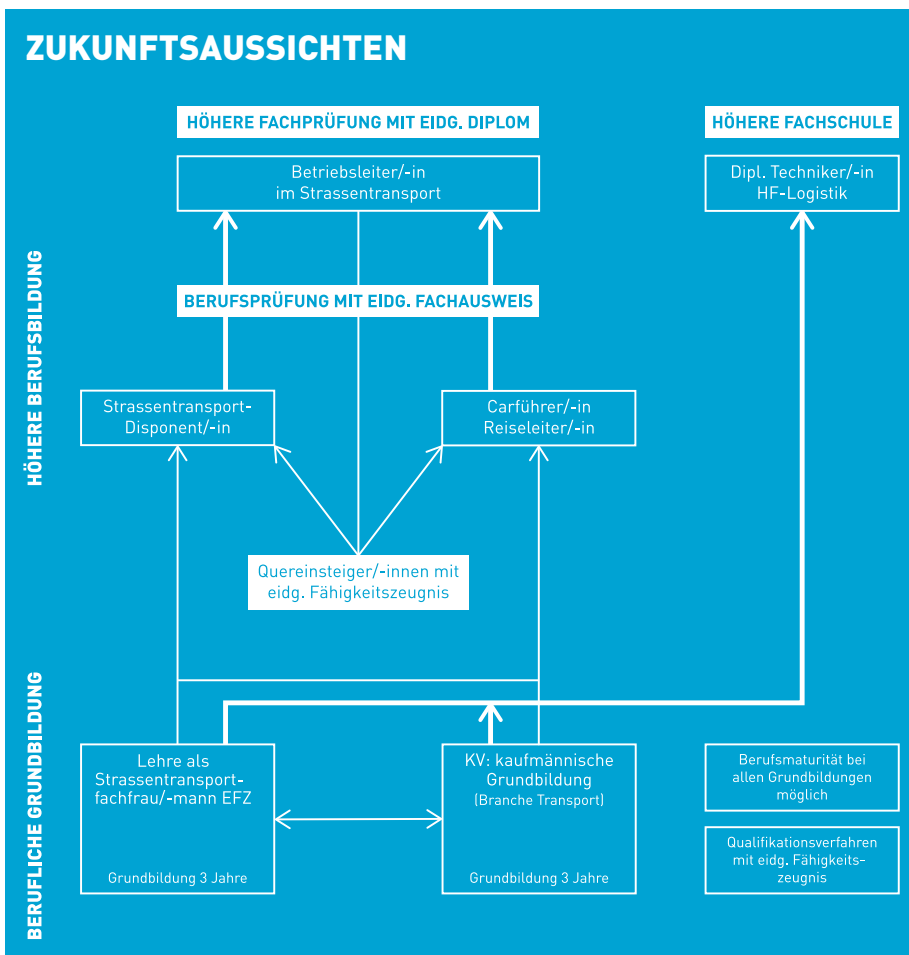 ZUKUNFTSAUSSICHTEN
HÖHERE FACHPRÜFUNG MIT EIDG. DIPLOM
HÖHERE FACHSCHULE
Betriebsleiter/-in
im Strassentransport
Dipl. Techniker/-in
HF-Logistik
HÖHERE BERUFSBILDUNG
BERUFSPRÜFUNG MIT EIDG. FACHAUSWEIS
Strassentransport-
Disponent/-in
Carführer/-in
Reiseleiter/-in
Quereinsteiger/-innen mit
eidg. Fähigkeitszeugnis
BERUFLICHE GRUNDBILDUNG
Lehre als
Strassentransport-
fachfrau/-mann EFZ
Grundbildung 3 Jahre
KV: kaufmännische
Grundbildung
(Branche Transport)
Grundbildung 3 Jahre
Berufsmaturität bei
allen Grundbildungen
möglich
Qualifikationsverfahren
mit eidg. Fähigkeits-
zeugnis